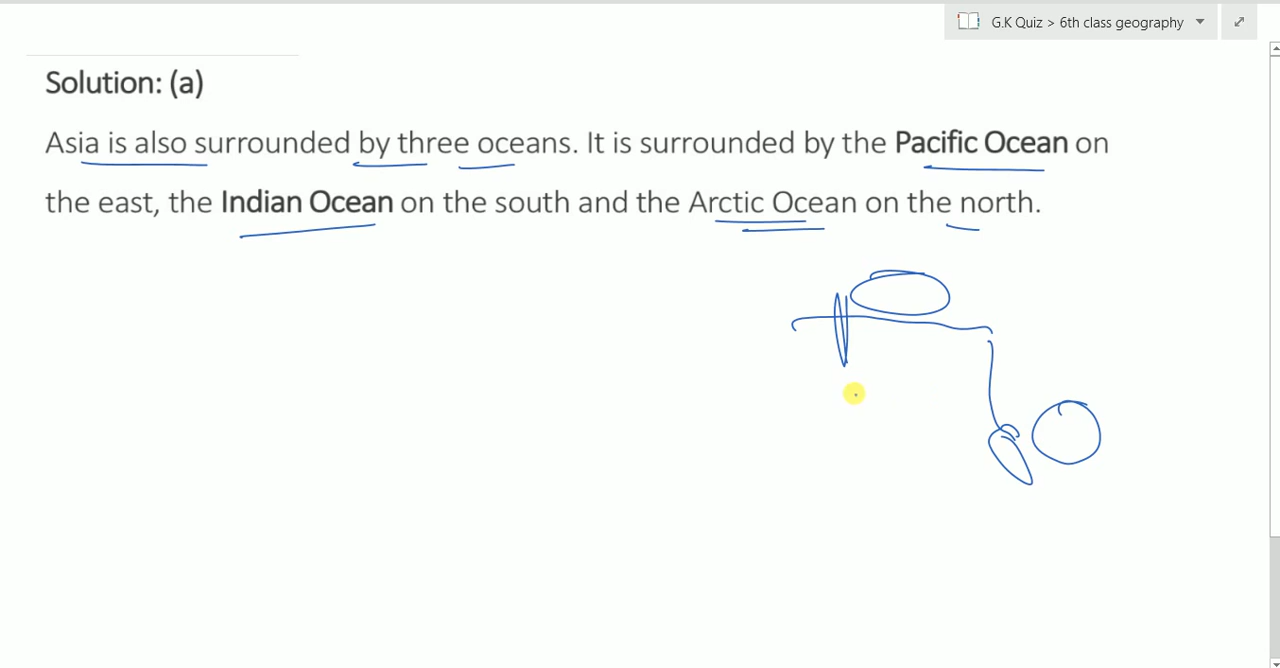 G.K Quiz > 6th class geography
Solution: (a)
Asia is also surrounded by three oceans. It is surrounded by the Pacific Ocean on
the east, the Indian Ocean on the south and the Arctic Ocean on the north.